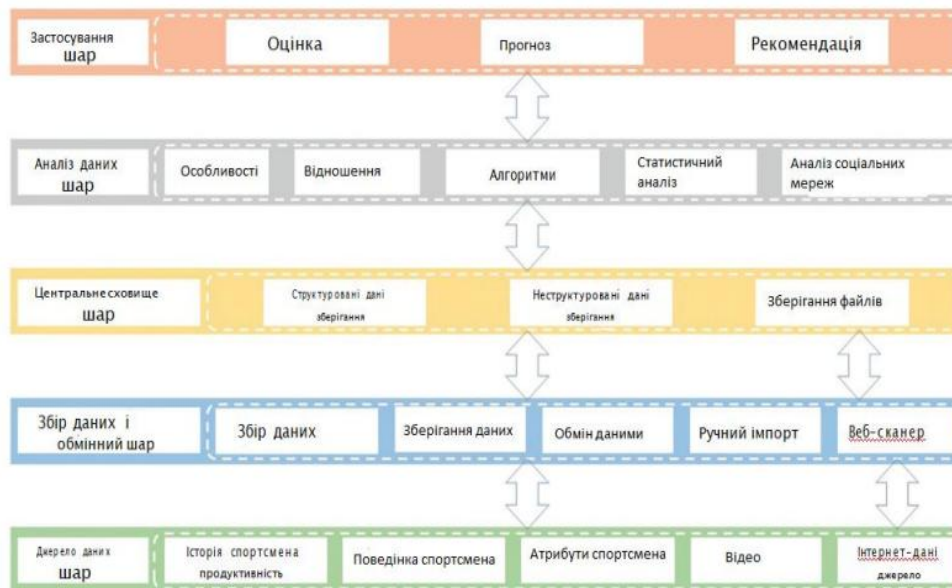 Застосування
шар
Оцінка
Прогноз
Рекомендація
Аналіз даних
шар
Особливості
Відношення
Алгоритми
Статистичний
аналіз
Аналіз соціальних
мереж
Центральнесховище
шар
Структуровані дані
зберігання
Неструктуровані дані
зберігання
Зберігання файлів
Збір даних і
обмінний шар
Збір даних
Зберігання даних
Обмін даними
Ручний імпорт
Веб-сканер
Джерело даних
шар
Історія спортсмена
продуктивність
Поведінка спортсмена
Атрибути спортсмена
Відео
Інтернет-дані
джерело